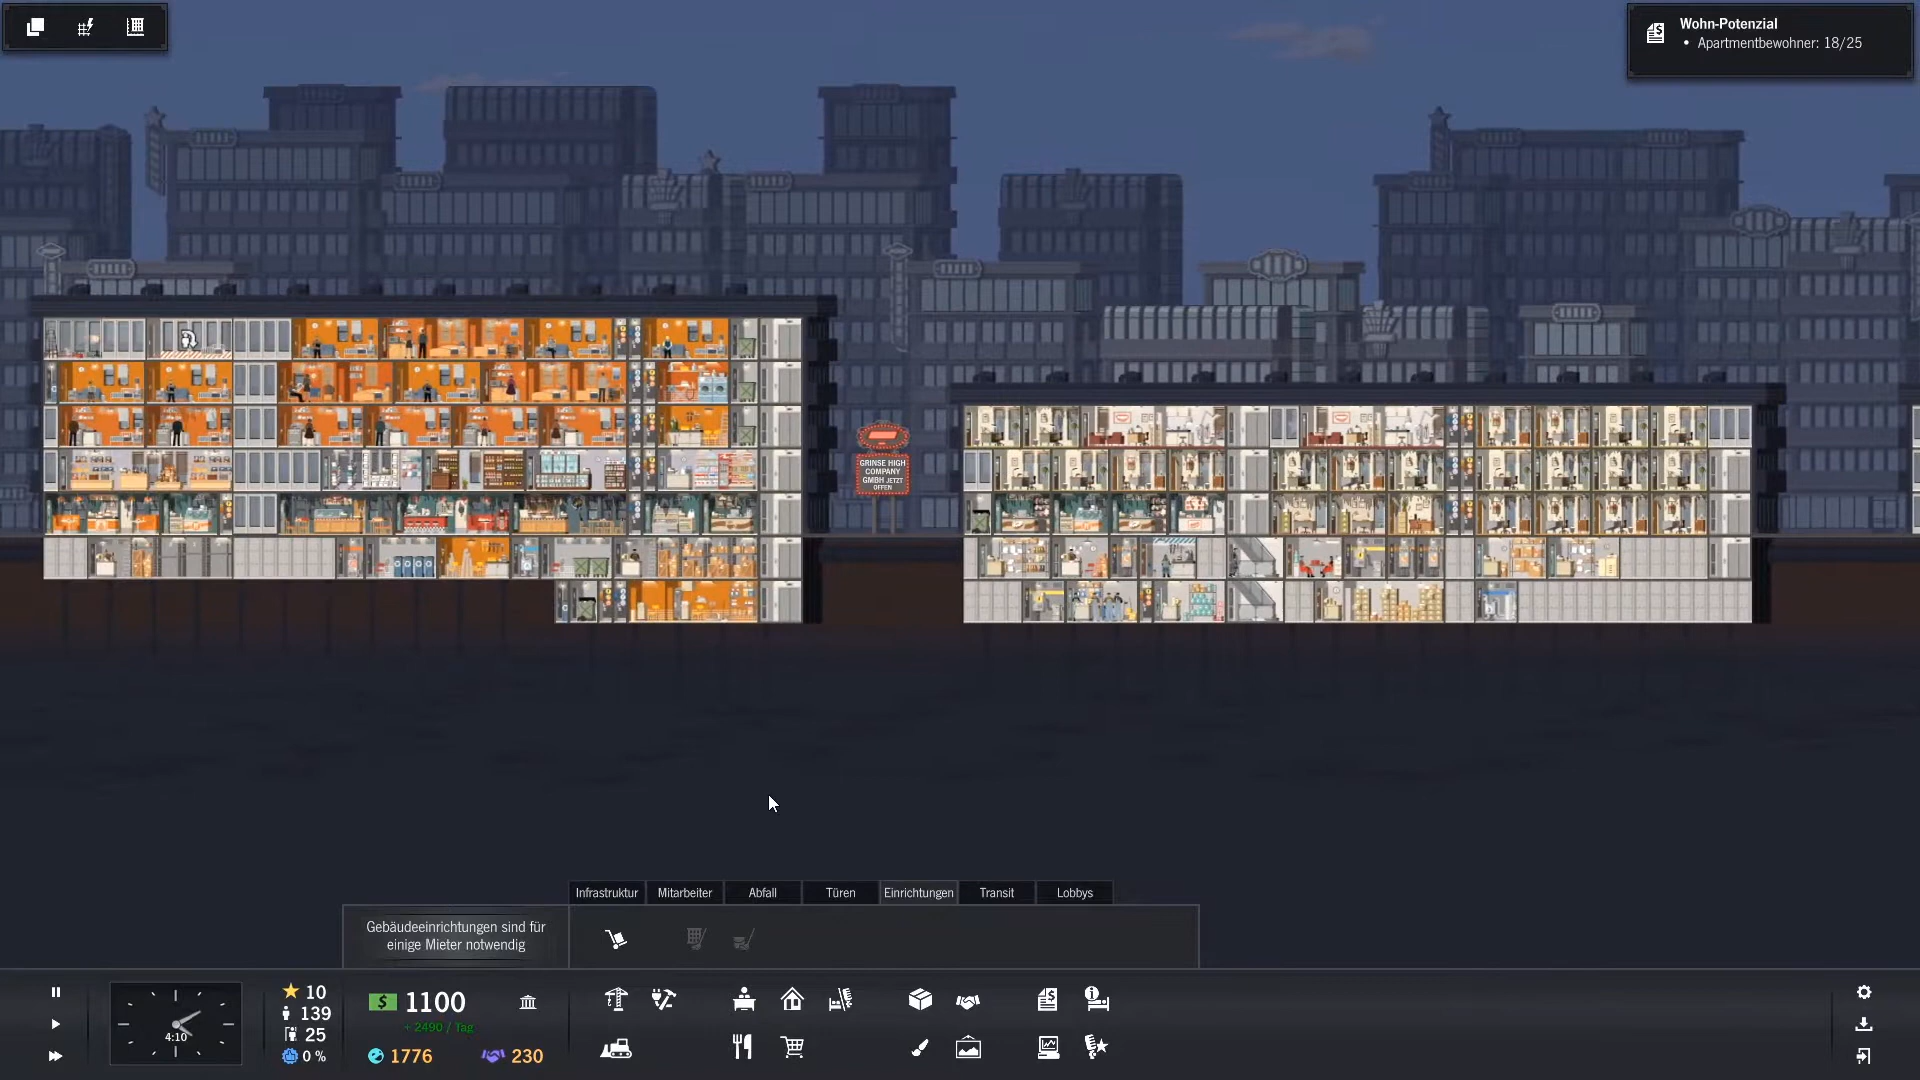 Wohn-Potenzial
• Apartmentbewohner: 18/25
GRINSE HIGH
COMPANY
GMBH JETZT
OFFEN
Infrastruktur
Mitarbeiter
Abfall
Türen
Einrichtungen
Transit
Lobbys
Gebäudeeinrichtungen sind für
einige Mieter notwendig
4:10
10
139
25
0 %
$ 1100
+ 2490 / Tag
1776
230